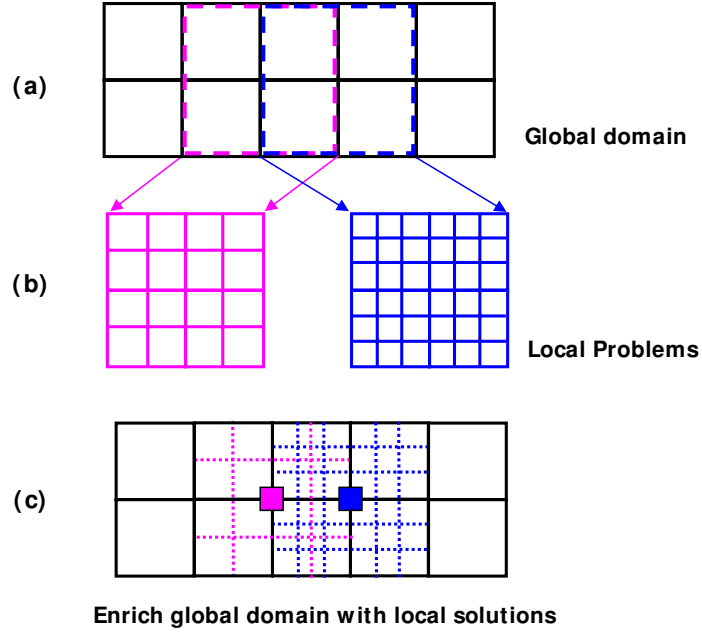 (a)
Global domain
(b)
Local Problems
(c)
Enrich global domain with local solutions